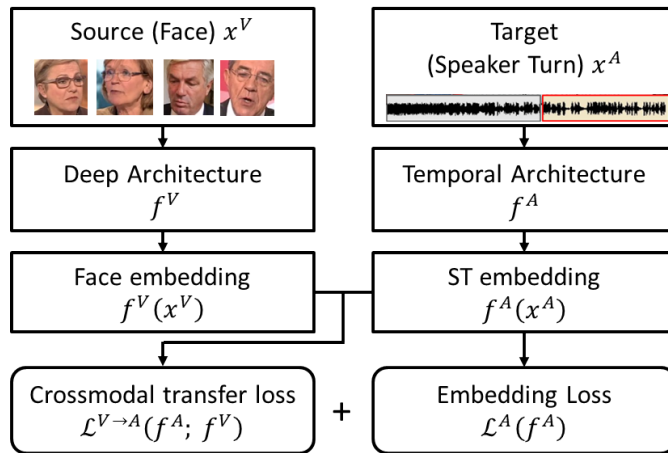 Source (Face) x^V
Target
(Speaker Turn) x^A
Deep Architecture
f^V
Temporal Architecture
f^A
Face embedding
f^V(x^V)
ST embedding
f^A(x^A)
Crossmodal transfer loss
ℒ^{V→A}(f^A; f^V)
+
Embedding Loss
ℒ^A(f^A)